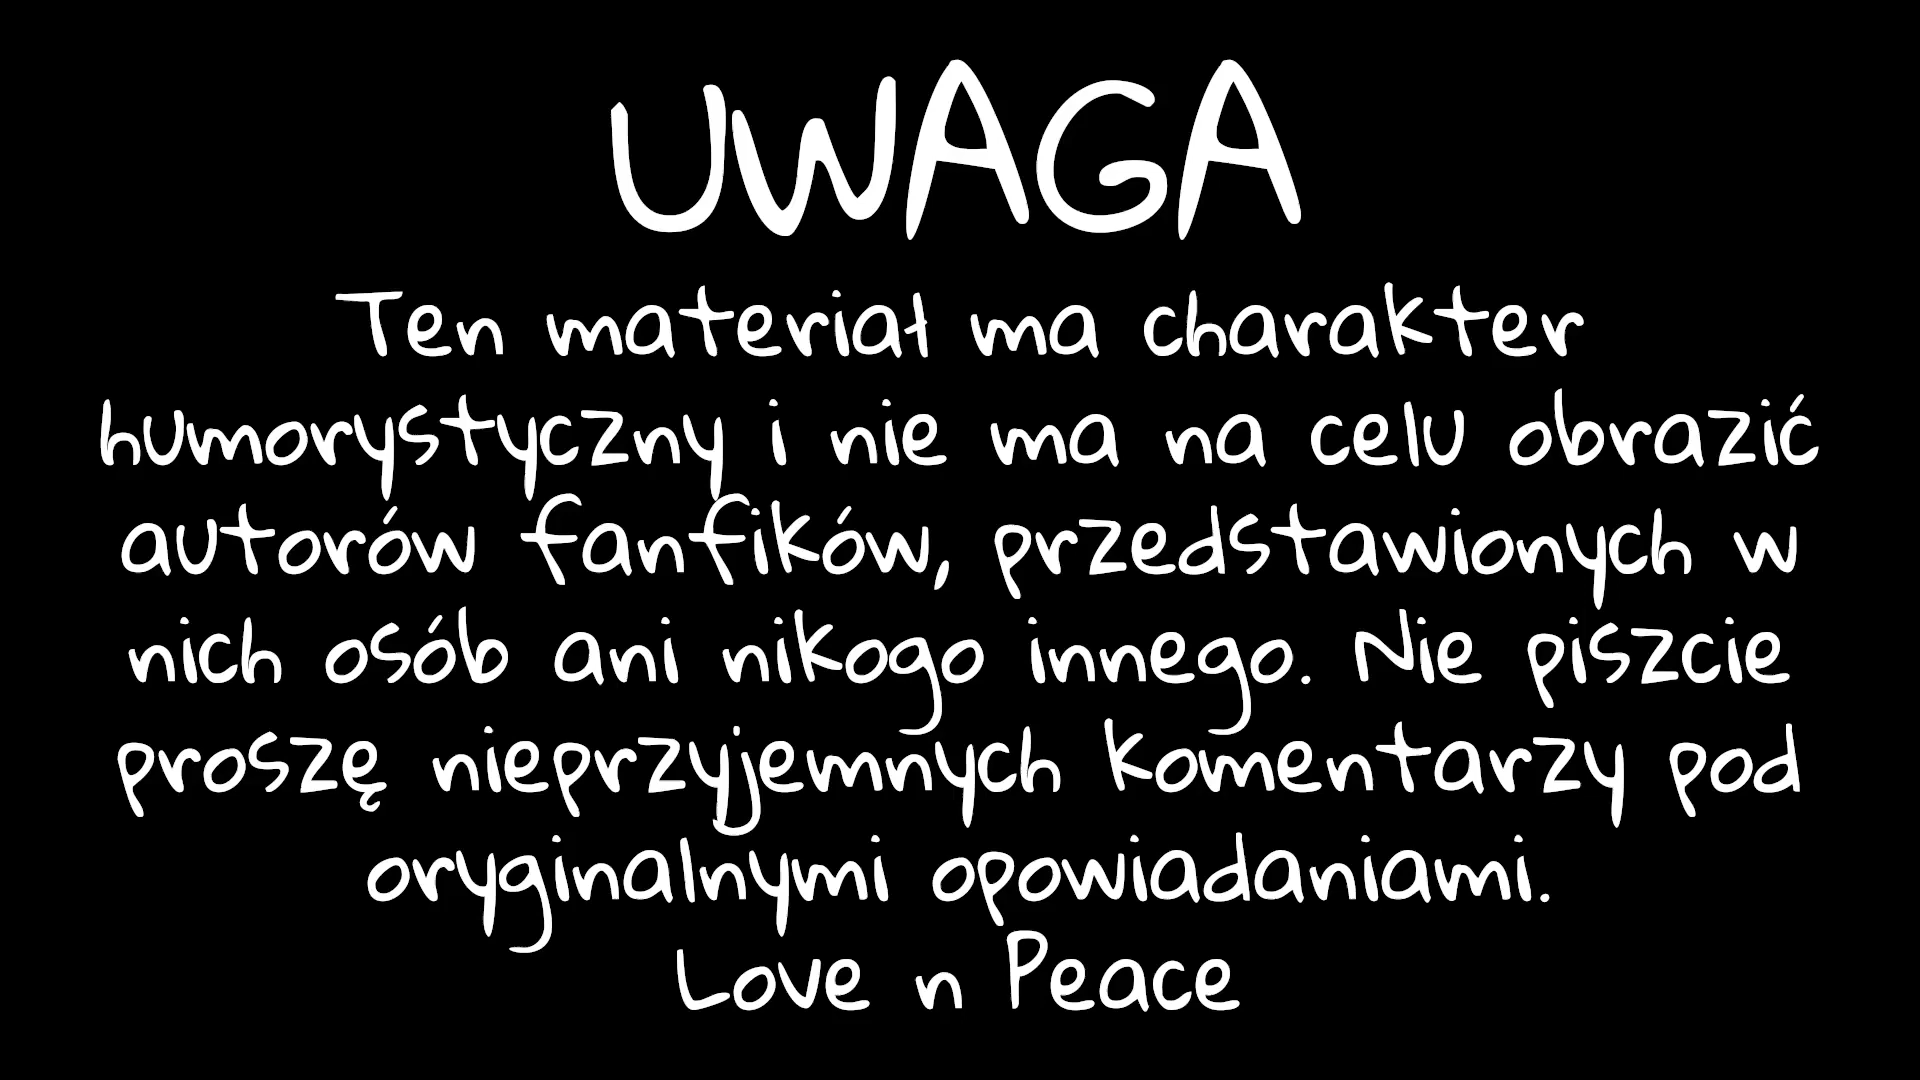 UWAGA
Ten materiał ma charakter
humorystyczny i nie ma na celu obrazić
autorów fanfików, przedstawionych w
nich osób ani nikogo innego. Nie piszcie
proszę nieprzyjemnych komentarzy pod
oryginalnymi opowiadaniami.
Love n Peace